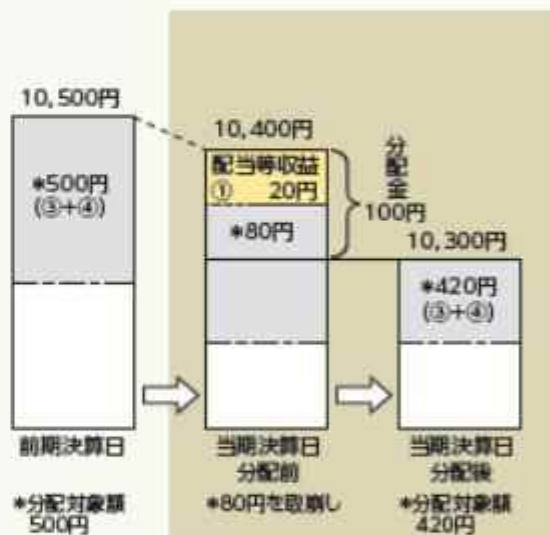 10,500円
*500円
(③+④)
前期決算日
*分配対象額
500円
10,400円
配当等収益
① 20円
*80円
分配金
100円
当期決算日
分配前
*80円を取崩し
10,300円
*420円
(③+④)
当期決算日
分配後
*分配対象額
420円